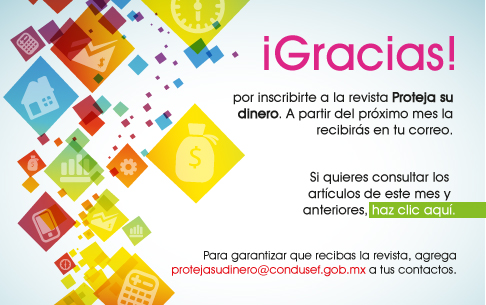 ¡Gracias!
por inscribirte a la revista Proteja su
dinero. A partir del próximo mes la
recibirás en tu correo.
Si quieres consultar los
artículos de este mes y
anteriores, haz clic aquí.
Para garantizar que recibas la revista, agrega
protejasudinero@condusef.gob.mx a tus contactos.